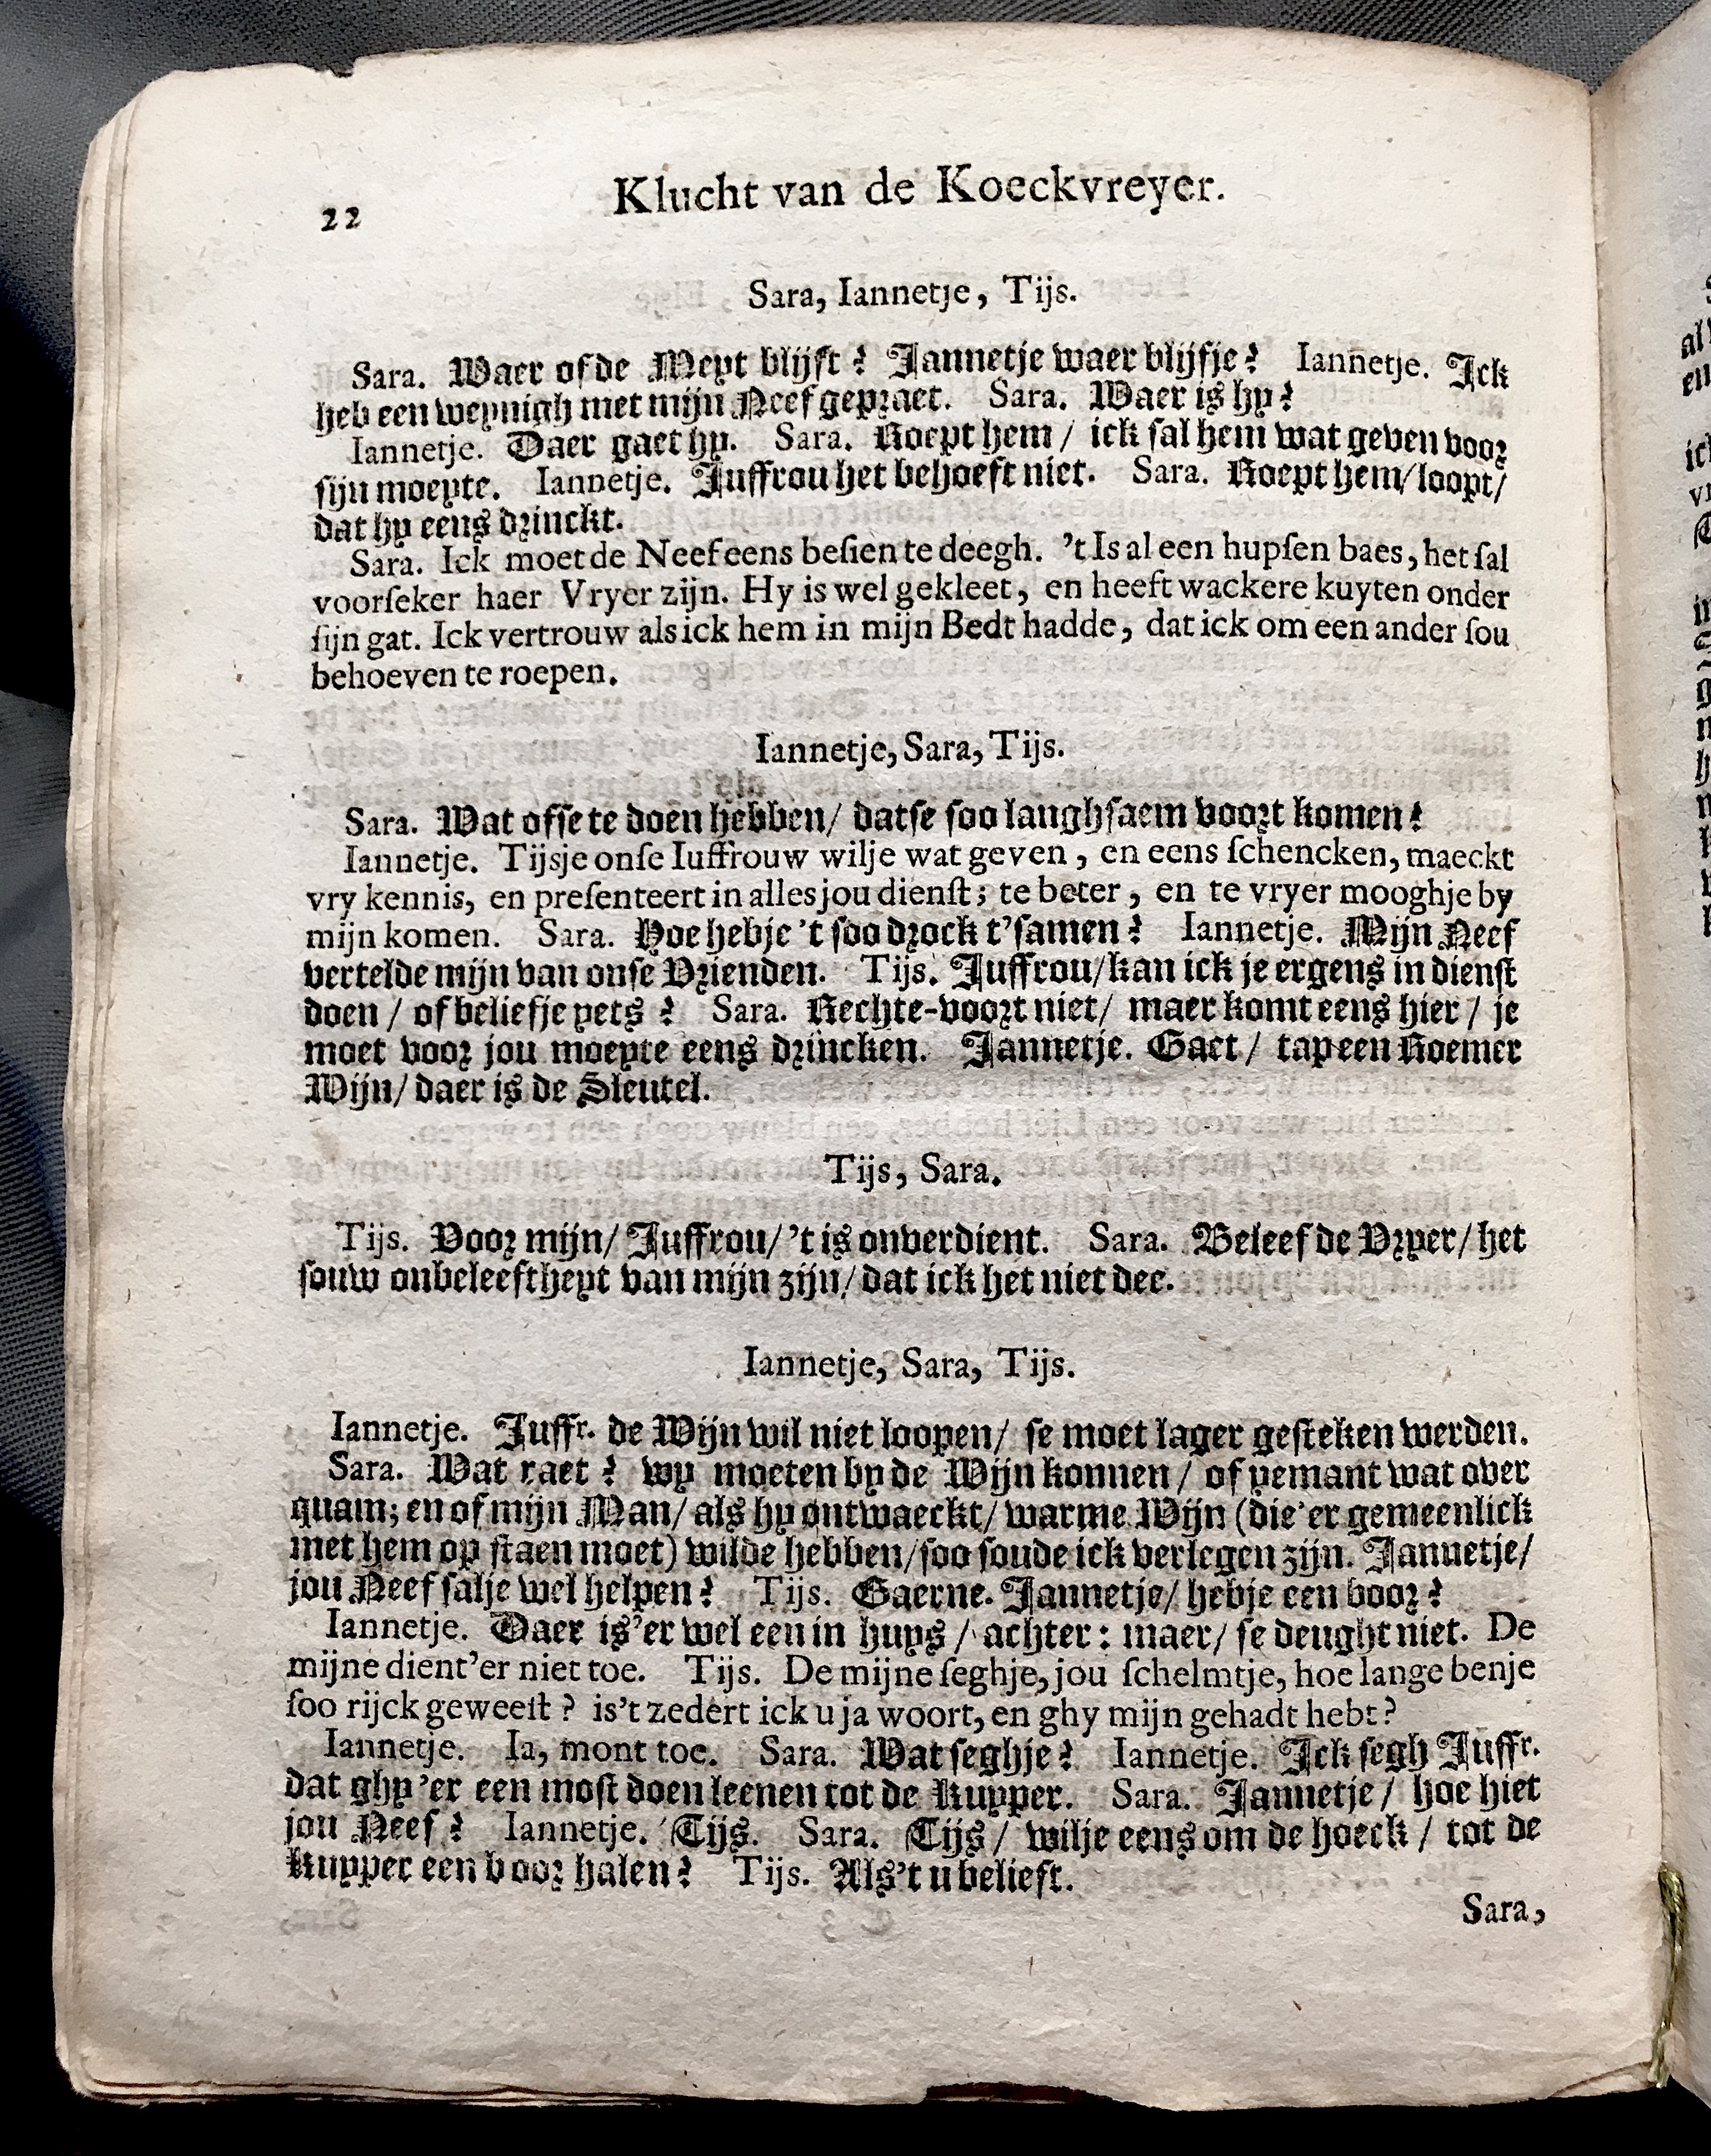 22
Klucht van de Koeckvreyer.
Sara, Iannetje, Tijs.
Sara. Waer of de Meyt blijft? Jannetje waer blijfje? Iannetje. Ick
heb een weynigh met mijn Neef gepraet. Sara. Waer is hy?
Iannetje. Daer gaet hy. Sara. Roept hem/ ick sal hem wat geven voor
sijn moeyte. Iannetje. Juffrou het behoeft niet. Sara. Roept hem/ loopt/
dat hy eens drinckt.
Sara. Ick moet de Neef eens beſien te deegh. 't Is al een hupſen baes, het ſal
voorſeker haer Vryer zijn. Hy is wel gekleet, en heeft wackere kuyten onder
ſijn gat. Ick vertrouw als ick hem in mijn Bedt hadde, dat ick om een ander ſou
behoeven te roepen.
Iannetje, Sara, Tijs.
Sara. Wat ofse te doen hebben/ datse soo langhsaem voort komen?
Iannetje. Tijsje onſe Iuffrouw wilje wat geven, en eens ſchencken, maeckt
vry kennis, en preſenteert in alles jou dienſt; te beter, en te vryer mooghje by
mijn komen. Sara. Hoe hebje 't soo drock t'samen? Iannetje. Mijn Neef
vertelde mijn van onse Vrienden. Tijs. Juffrou/ kan ick je ergens in dienst
doen/ of beliefje yets? Sara. Rechte-voort niet/ maer komt eens hier/ je
moet voor jou moeyte eens drincken. Jannetje. Gaet/ tap een Roemer
Wijn/ daer is de Sleutel.
Tijs, Sara.
Tijs. Voor mijn/ Juffrou/ 't is onverdient. Sara. Beleefde Vryer/ het
souw onbeleeftheyt van mijn zijn/ dat ick het niet dee.
Iannetje, Sara, Tijs.
Iannetje. Juffr. de Wijn wil niet loopen/ se moet lager gesteken werden.
Sara. Wat raet? wy moeten by de Wijn konnen/ of yemant wat over
quam; en of mijn Man/ als hy ontwaeckt/ warme Wijn (die'er gemeenlick
met hem op staen moet) wilde hebben/ soo soude ick verlegen zijn. Jannetje/
jou Neef salje wel helpen? Tijs. Gaerne. Jannetje/ hebje een boor?
Iannetje. Daer is'er wel een in huys/ achter: maer/ se deught niet. De
mijne dient'er niet toe. Tijs. De mijne ſeghje, jou ſchelmtje, hoe lange benje
ſoo rijck geweeſt? is't zedert ick u ja woort, en ghy mijn gehadt hebt?
Iannetje. Ia, mont toe. Sara. Wat seghje? Iannetje. Ick segh Juffr.
dat ghy'er een most doen leenen tot de Kuyper. Sara. Jannetje/ hoe hiet
jou Neef? Iannetje. Tijs. Sara. Tijs/ wilje eens om de hoeck/ tot de
Kuyper een boor halen? Tijs. Als't u belieft.
Sara,